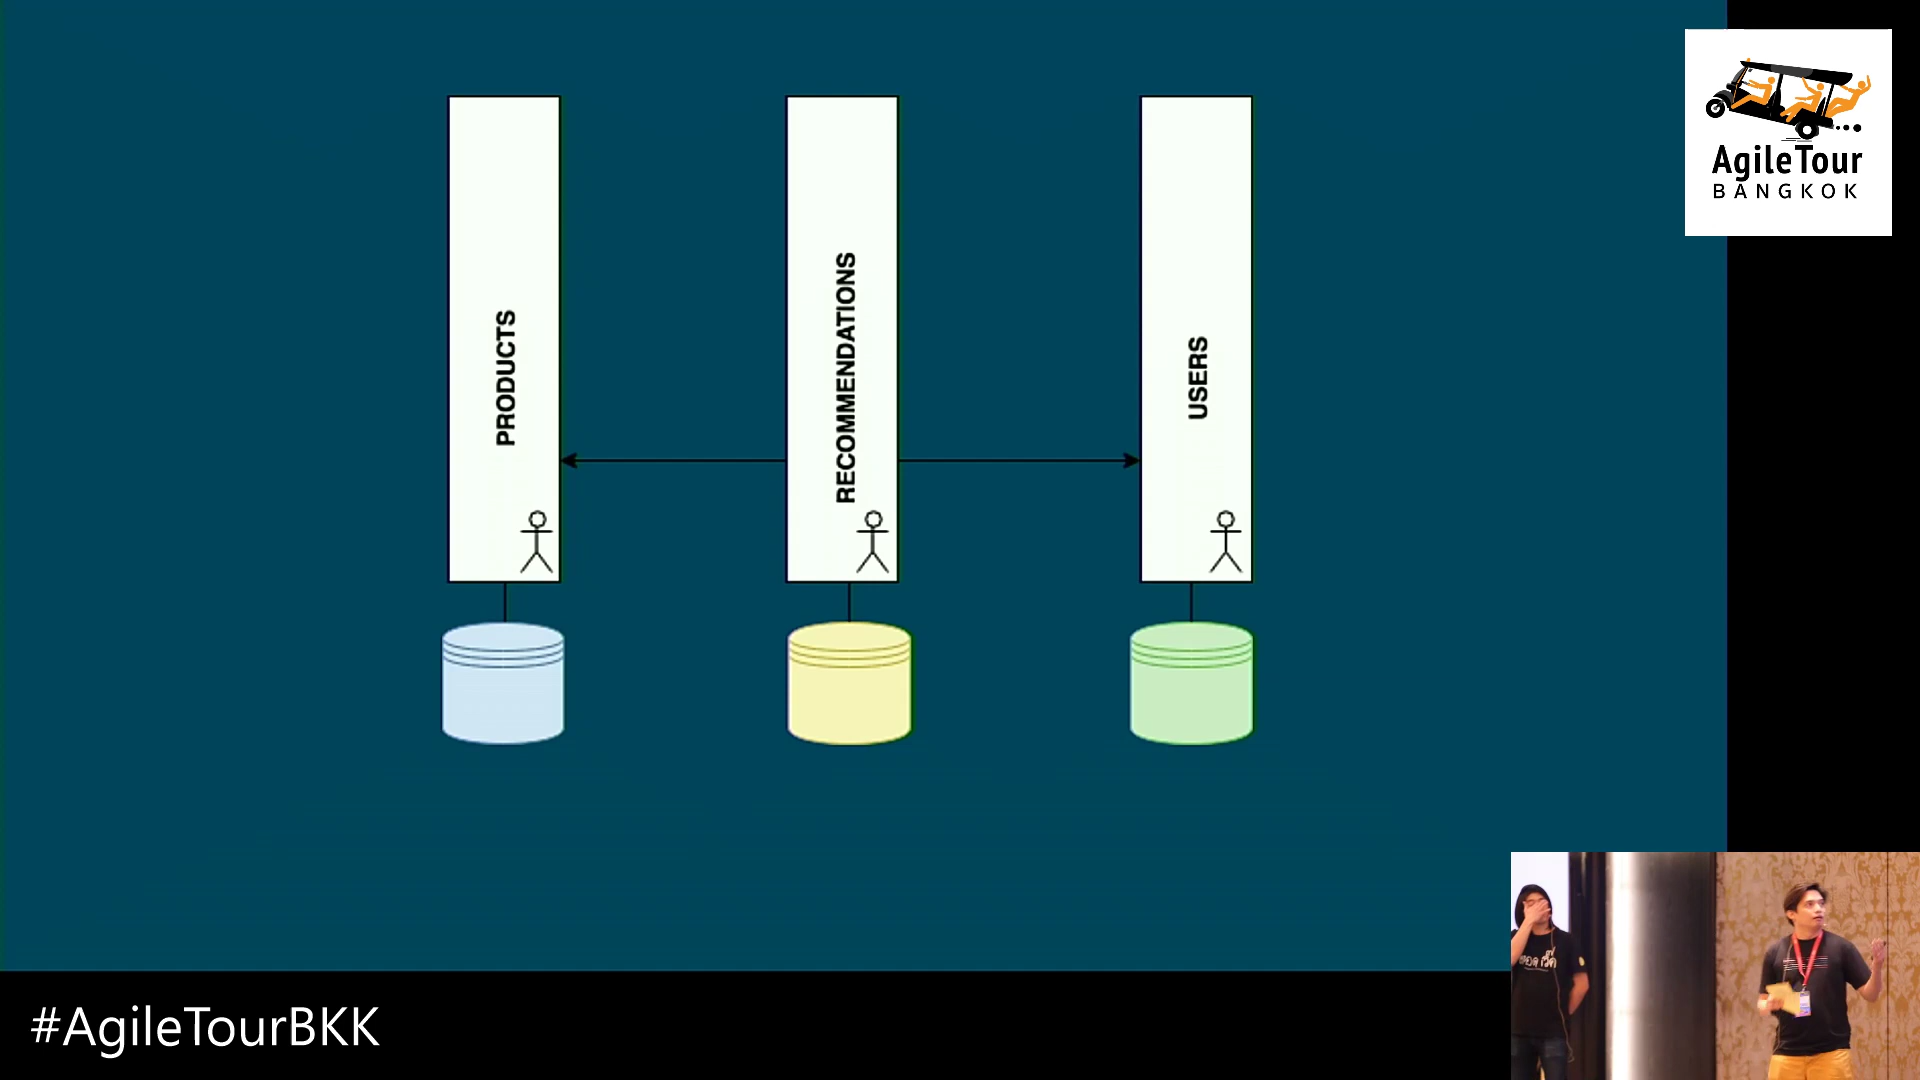 PRODUCTS
RECOMMENDATIONS
USERS
AgileTour
BANGKOK
#AgileTourBKK